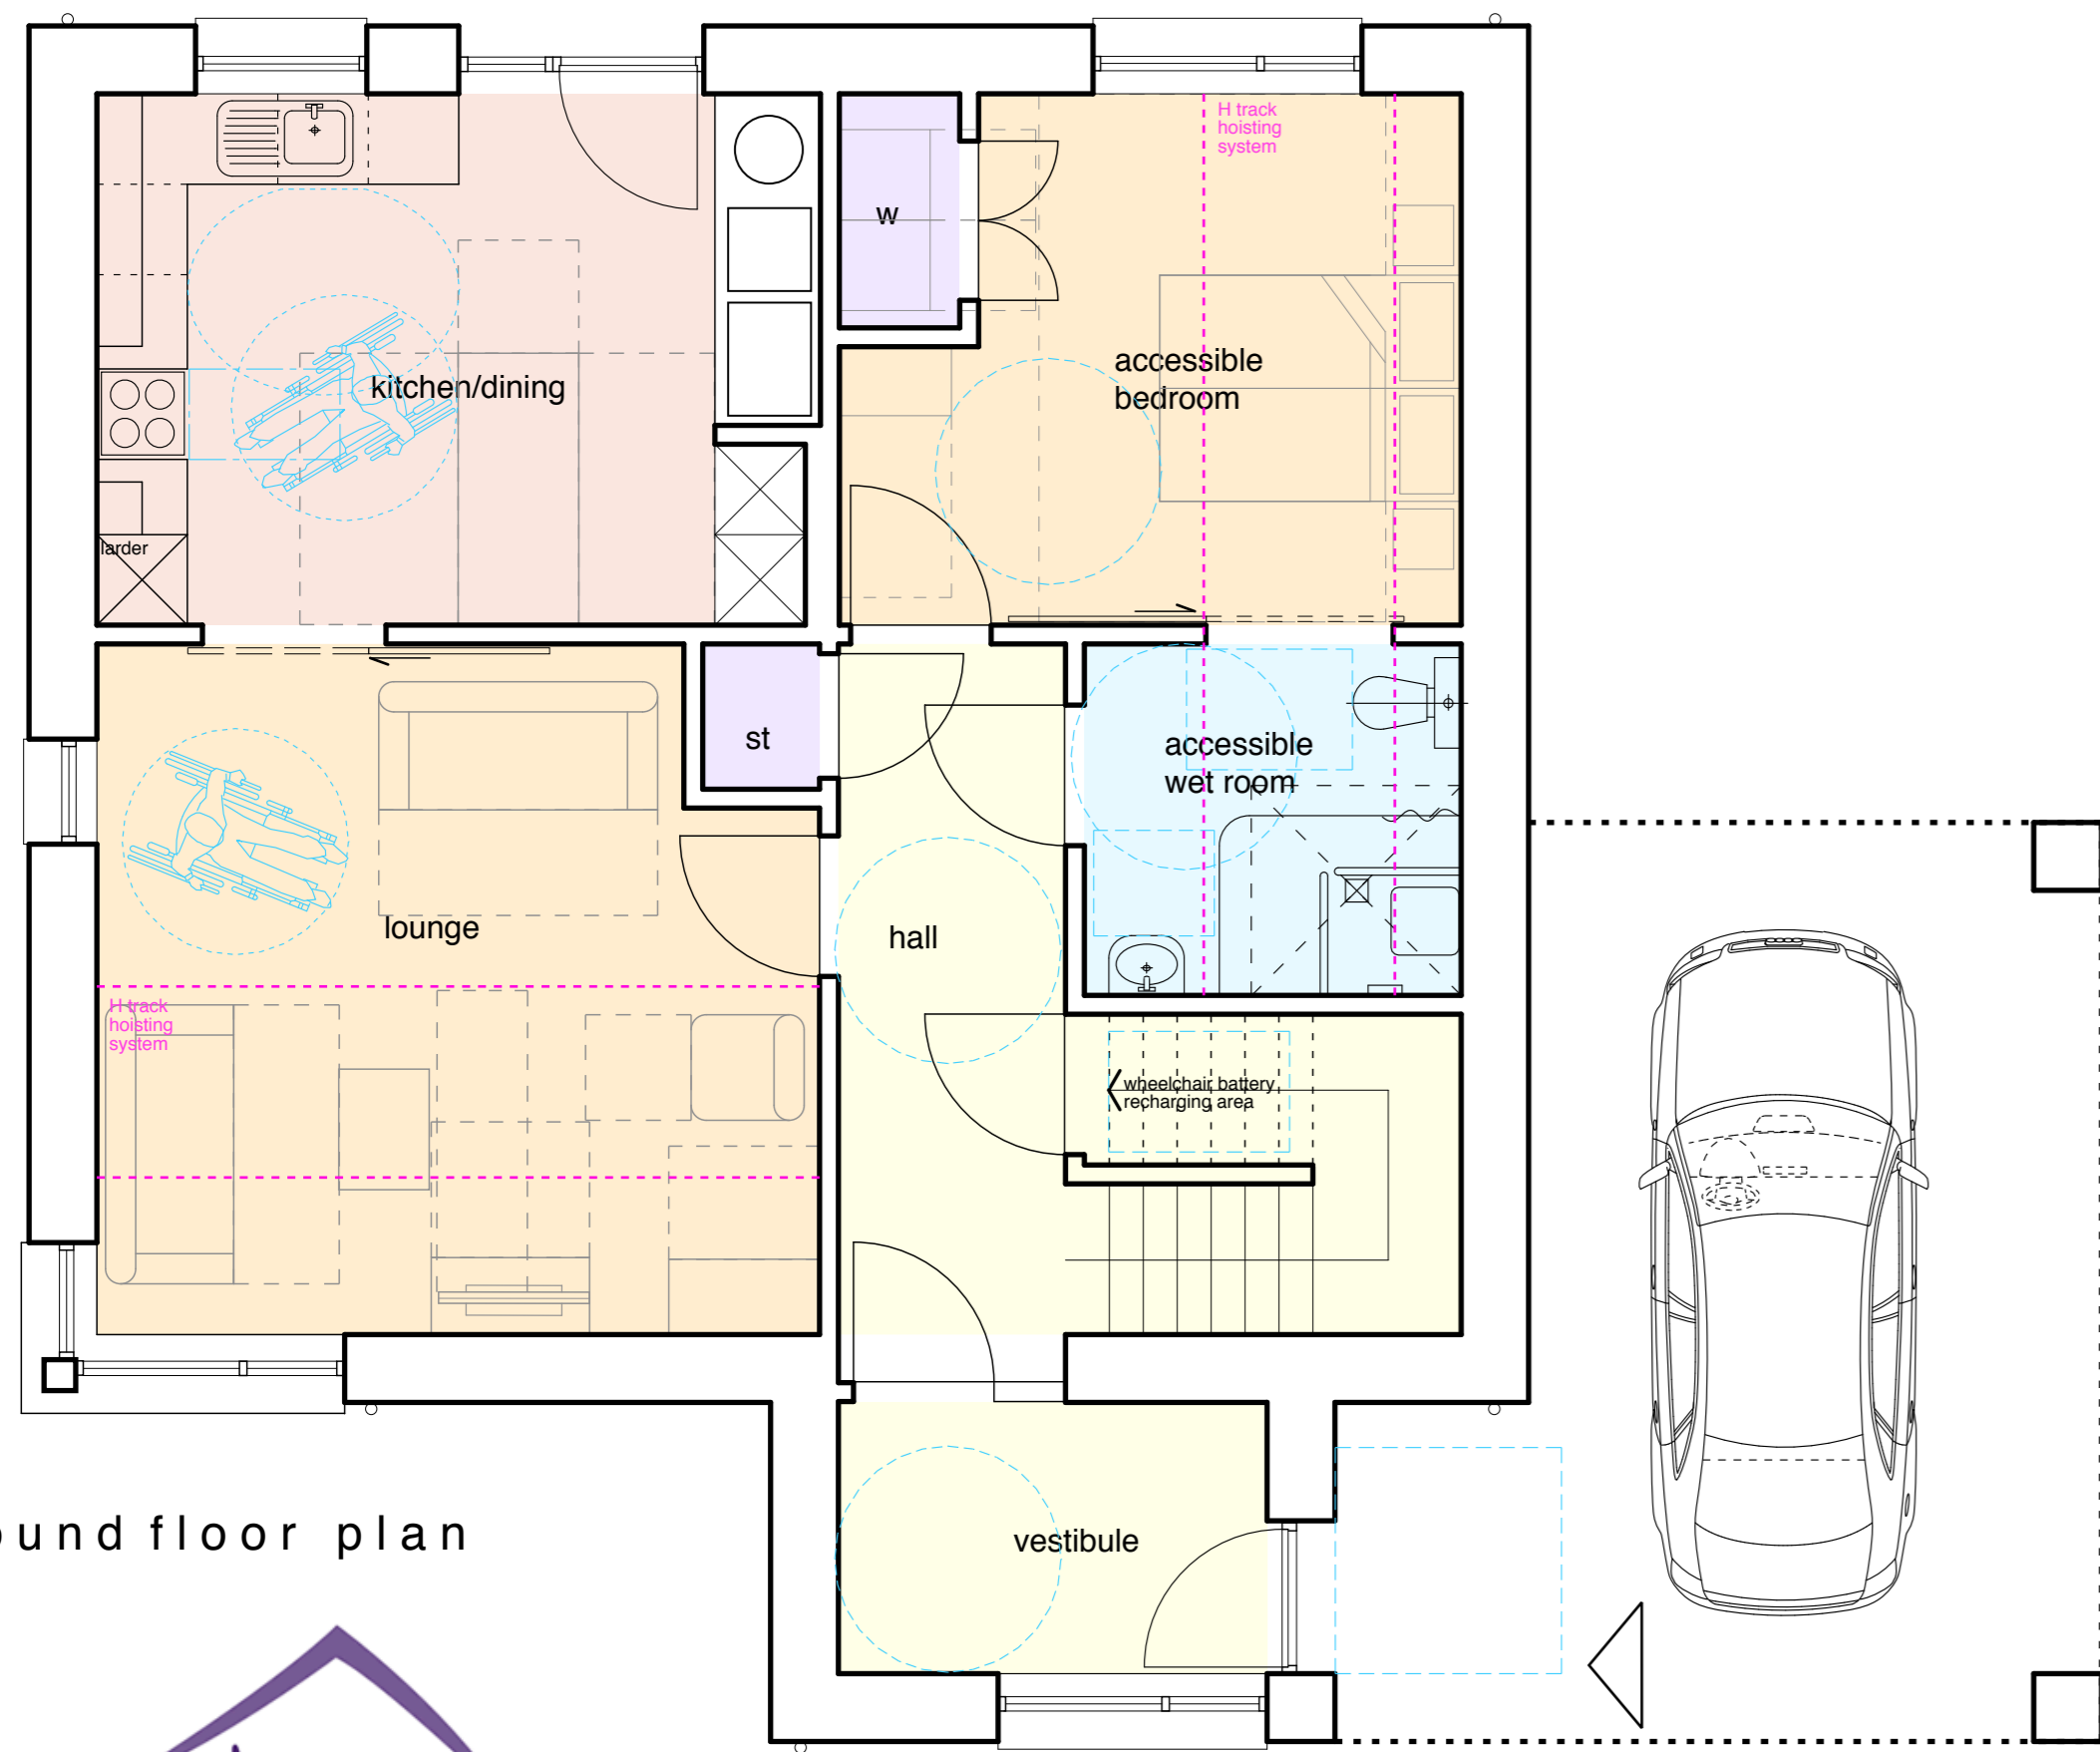 H track
hoisting
system
w
accessible
bedroom
kitchen/dining
larder
st
accessible
wet room
lounge
hall
H track
hoisting
system
wheelchair battery
recharging area
ound floor plan
vestibule